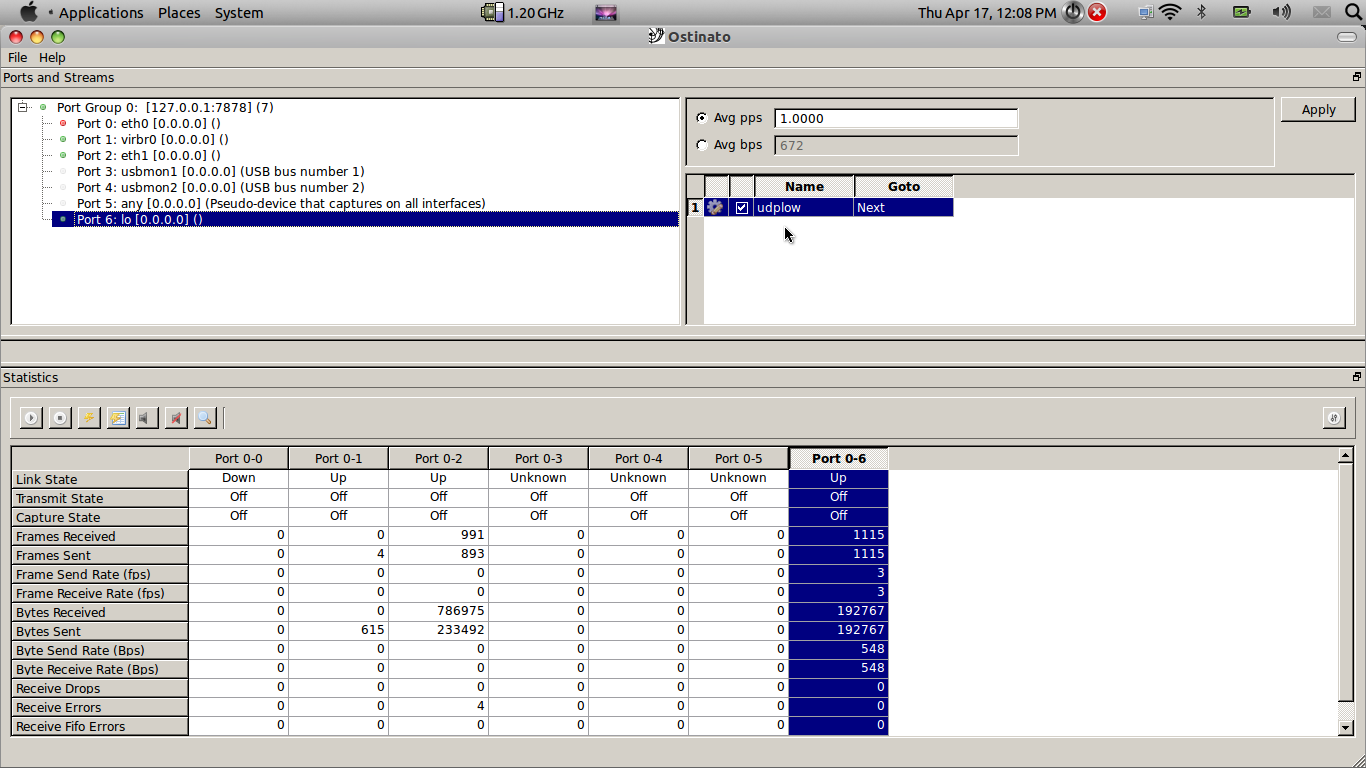 Applications Places System 1.20 GHz Thu Apr 17, 12:08 PM
Ostinato
File Help
Ports and Streams
Port Group 0: [127.0.0.1:7878] (7)
Port 0: eth0 [0.0.0.0] ()
Port 1: virbr0 [0.0.0.0] ()
Port 2: eth1 [0.0.0.0] ()
Port 3: usbmon1 [0.0.0.0] (USB bus number 1)
Port 4: usbmon2 [0.0.0.0] (USB bus number 2)
Port 5: any [0.0.0.0] (Pseudo-device that captures on all interfaces)
Port 6: lo [0.0.0.0] ()
Avg pps 1.0000 Apply
Avg bps 672
Name Goto
1 udplow Next
Statistics
Port 0-0 Port 0-1 Port 0-2 Port 0-3 Port 0-4 Port 0-5 Port 0-6
Link State Down Up Up Unknown Unknown Unknown Up
Transmit State Off Off Off Off Off Off Off
Capture State Off Off Off Off Off Off Off
Frames Received 0 0 991 0 0 0 1115
Frames Sent 0 4 893 0 0 0 1115
Frame Send Rate (fps) 0 0 0 0 0 0 3
Frame Receive Rate (fps) 0 0 0 0 0 0 3
Bytes Received 0 0 786975 0 0 0 192767
Bytes Sent 0 615 233492 0 0 0 192767
Byte Send Rate (Bps) 0 0 0 0 0 0 548
Byte Receive Rate (Bps) 0 0 0 0 0 0 548
Receive Drops 0 0 0 0 0 0 0
Receive Errors 0 0 4 0 0 0 0
Receive Fifo Errors 0 0 0 0 0 0 0